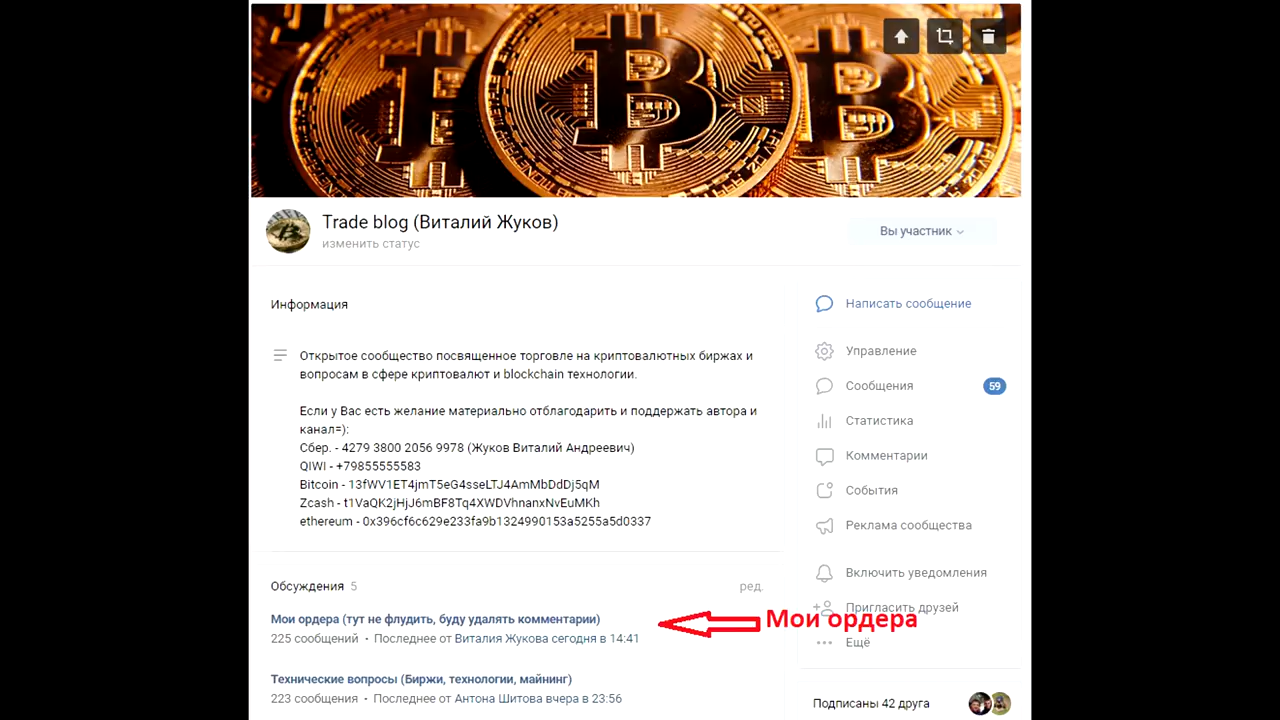 Trade blog (Виталий Жуков)
изменить статус
Вы участник
Информация
Открытое сообщество посвященное торговле на криптовалютных биржах и
вопросам в сфере криптовалют и blockchain технологии.
Если у Вас есть желание материально отблагодарить и поддержать автора и
канал=):
Сбер. - 4279 3800 2056 9978 (Жуков Виталий Андреевич)
QIWI - +79855555583
Bitcoin - 13fWV1ET4jmT5eG4sseLTJ4AmMbDdDj5qM
Zcash - t1VaQK2jHjJ6mBF8Tq4XWDVhnanxNvEuMKh
ethereum - 0x396cf6c629e233fa9b1324990153a5255a5d0337
Обсуждения 5
ред.
Мои ордера (тут не флудить, буду удалять комментарии)
225 сообщений · Последнее от Виталия Жукова сегодня в 14:41
Технические вопросы (Биржи, технологии, майнинг)
223 сообщения · Последнее от Антона Шитова вчера в 23:56
Написать сообщение
Управление
Сообщения 59
Статистика
Комментарии
События
Реклама сообщества
Включить уведомления
Пригласить друзей
Мои ордера
Ещё
Подписаны 42 друга